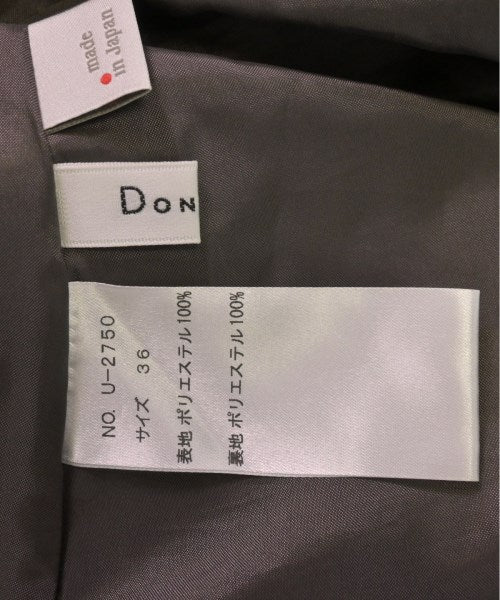 made
in Japan
Don
NO. U-2750
サイズ 36
表地 ポリエステル100%
裏地 ポリエステル100%